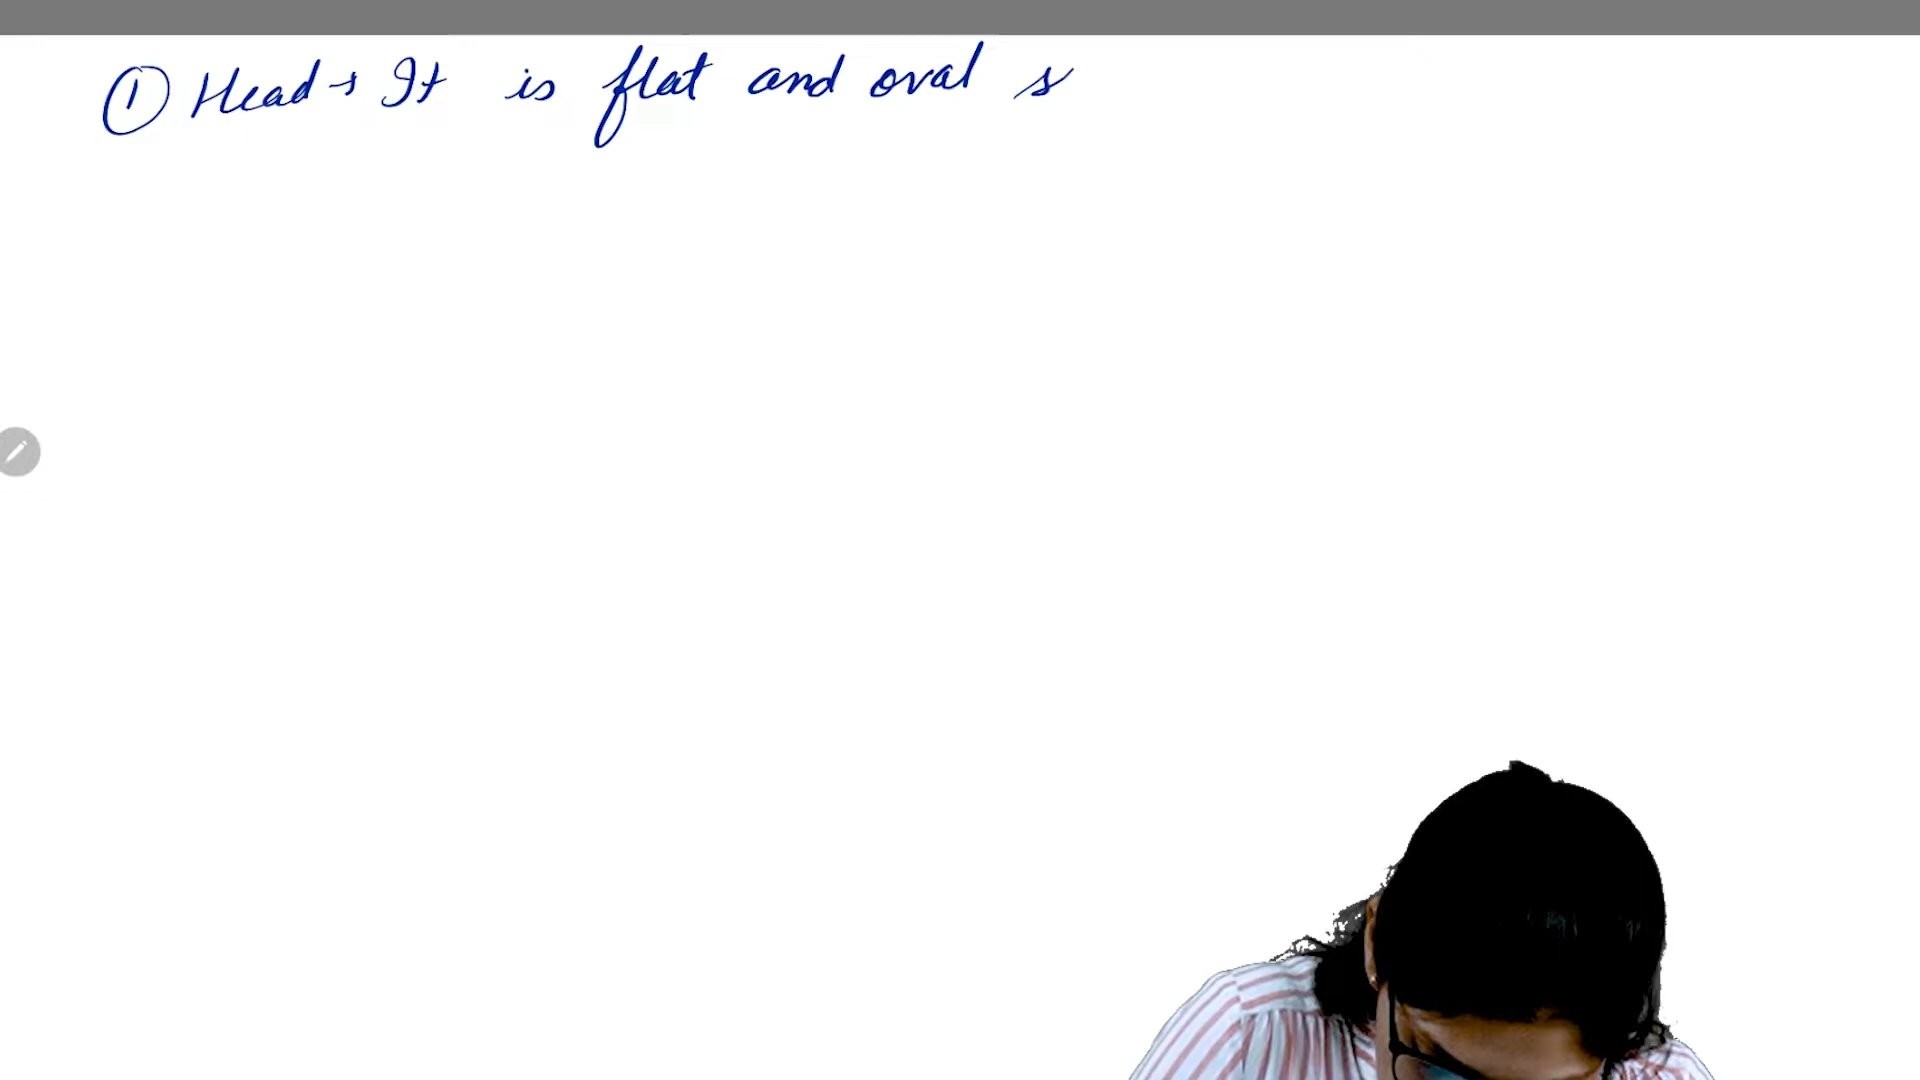 ① Head → It is flat and oval s